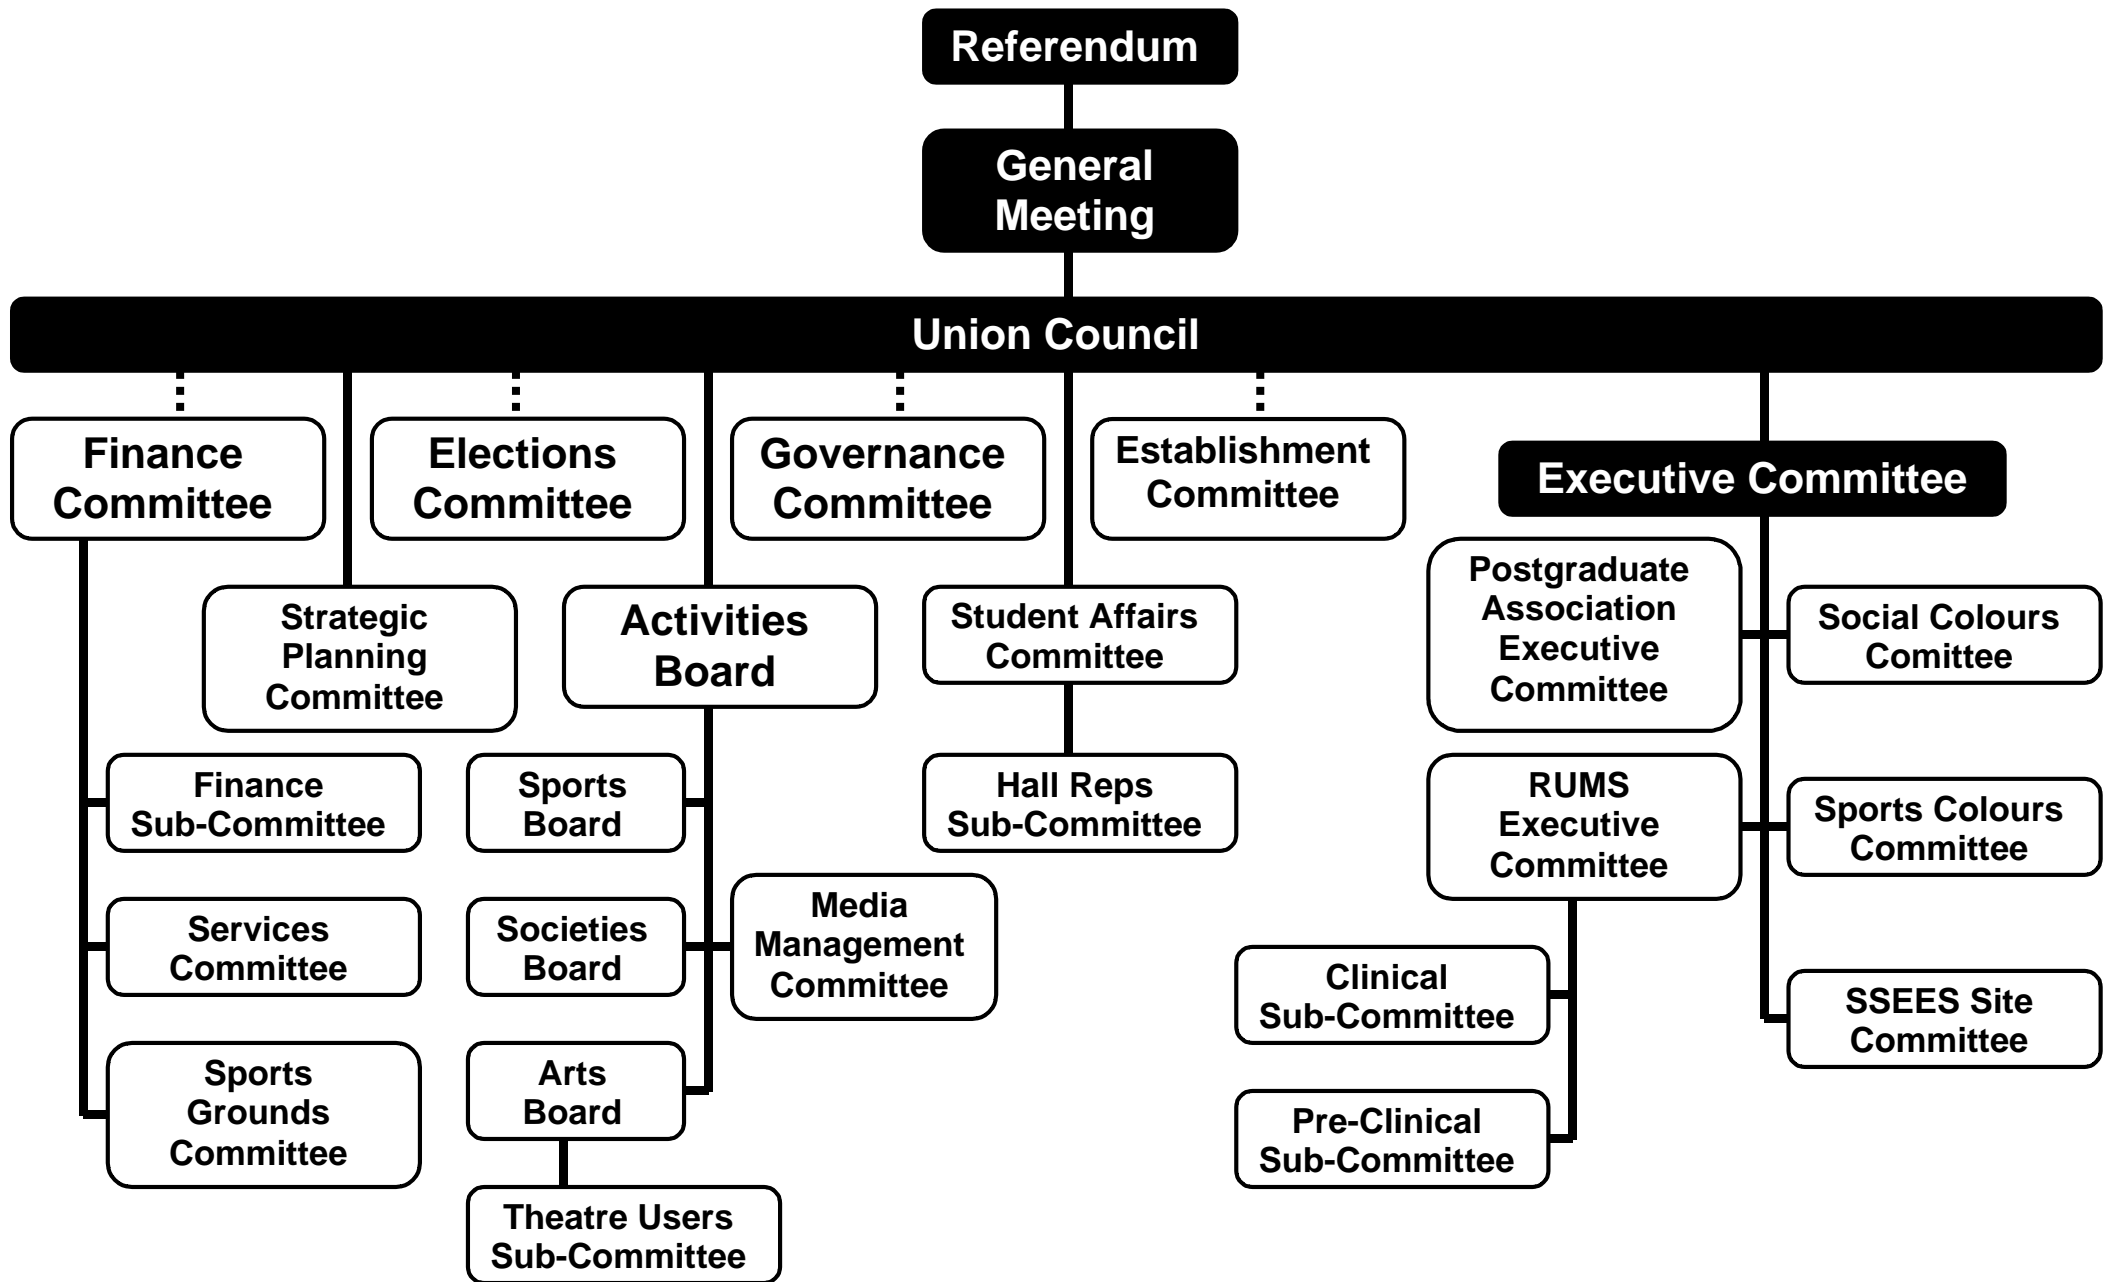 Referendum
General
Meeting
Union Council
Finance
Committee
Elections
Committee
Governance
Committee
Establishment
Committee
Executive Committee
Strategic
Planning
Committee
Activities
Board
Student Affairs
Committee
Postgraduate
Association
Executive
Committee
Social Colours
Comittee
Finance
Sub-Committee
Sports
Board
Hall Reps
Sub-Committee
RUMS
Executive
Committee
Sports Colours
Committee
Services
Committee
Societies
Board
Media
Management
Committee
Clinical
Sub-Committee
SSEES Site
Committee
Sports
Grounds
Committee
Arts
Board
Pre-Clinical
Sub-Committee
Theatre Users
Sub-Committee